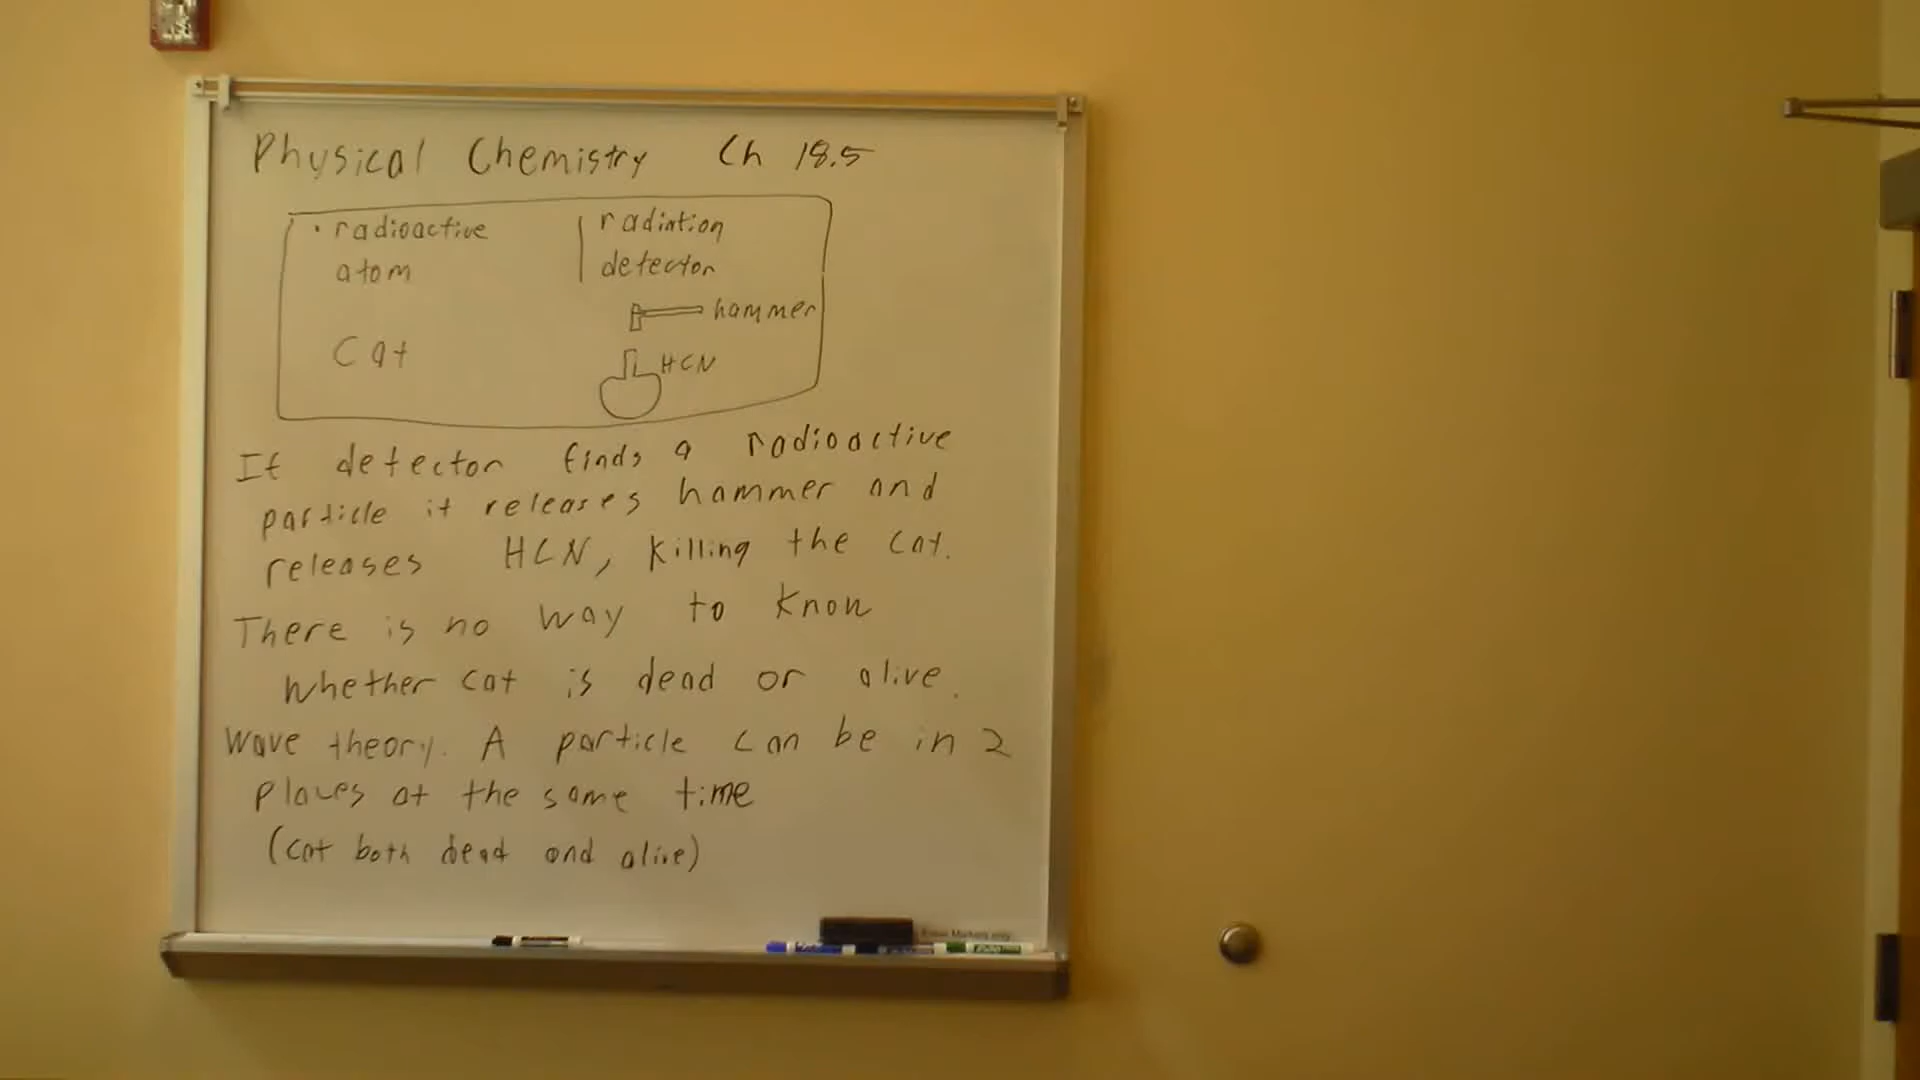 Physical Chemistry Ch 18.5
• radioactive
atom
radiation
detector
hammer
Cat
HCN
If detector finds a radioactive
particle it releases hammer and
releases HCN, killing the cat.
There is no way to know
whether cat is dead or alive.
Wave theory. A particle can be in 2
places at the same time
(cat both dead and alive)